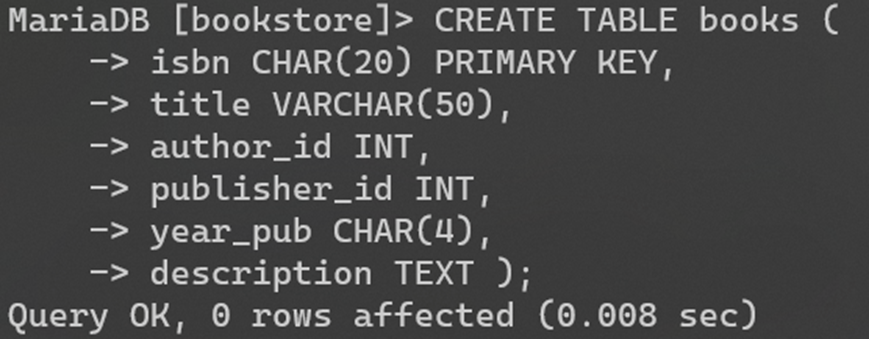 MariaDB [bookstore]> CREATE TABLE books (
    -> isbn CHAR(20) PRIMARY KEY,
    -> title VARCHAR(50),
    -> author_id INT,
    -> publisher_id INT,
    -> year_pub CHAR(4),
    -> description TEXT );
Query OK, 0 rows affected (0.008 sec)